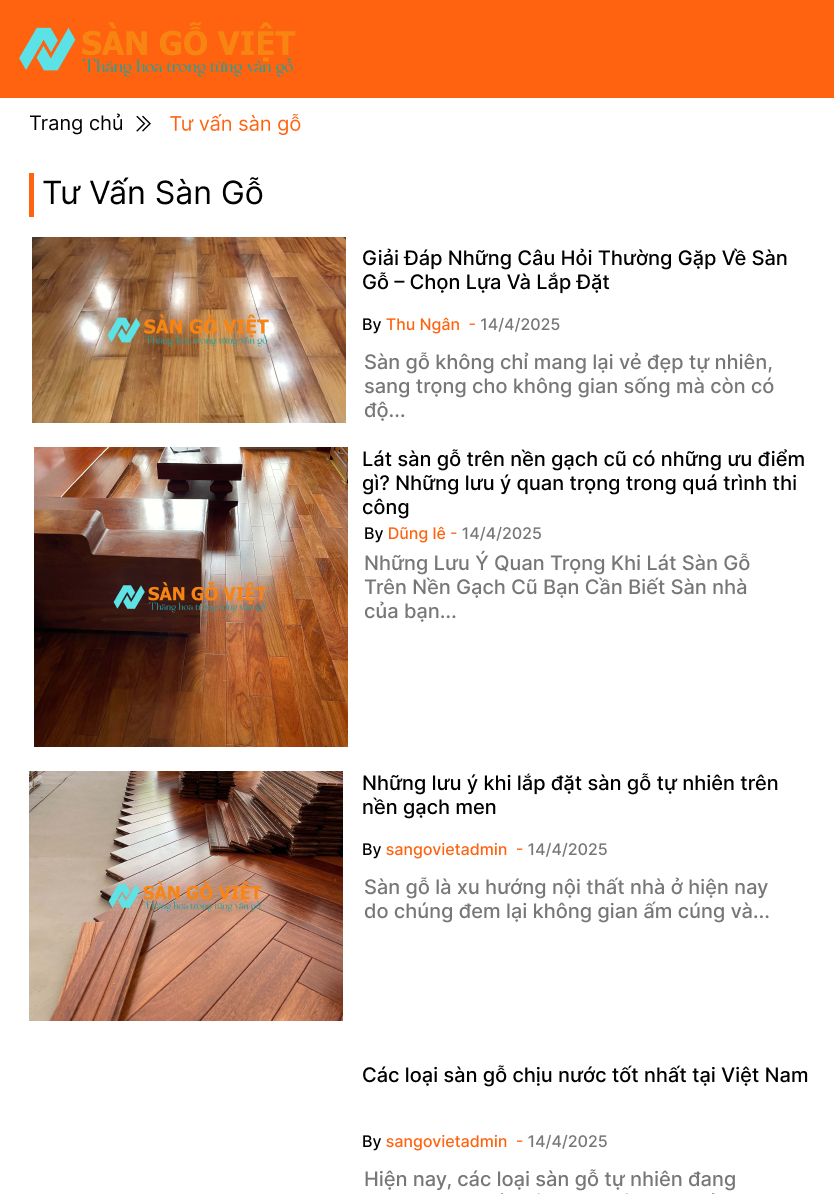 SÀN GỖ VIỆT
Thăng hoa trong từng vân gỗ
Trang chủ
Tư vấn sàn gỗ
Tư Vấn Sàn Gỗ
SÀN GỖ VIỆT
Thăng hoa trong từng vân gỗ
Giải Đáp Những Câu Hỏi Thường Gặp Về Sàn
Gỗ – Chọn Lựa Và Lắp Đặt
By Thu Ngân - 14/4/2025
Sàn gỗ không chỉ mang lại vẻ đẹp tự nhiên,
sang trọng cho không gian sống mà còn có
độ...
SÀN GỖ VIỆT
Thăng hoa trong từng vân gỗ
Lát sàn gỗ trên nền gạch cũ có những ưu điểm
gì? Những lưu ý quan trọng trong quá trình thi
công
By Dũng lê - 14/4/2025
Những Lưu Ý Quan Trọng Khi Lát Sàn Gỗ
Trên Nền Gạch Cũ Bạn Cần Biết Sàn nhà
của bạn...
SÀN GỖ VIỆT
Thăng hoa trong từng vân gỗ
Những lưu ý khi lắp đặt sàn gỗ tự nhiên trên
nền gạch men
By sangovietadmin - 14/4/2025
Sàn gỗ là xu hướng nội thất nhà ở hiện nay
do chúng đem lại không gian ấm cúng và...
Các loại sàn gỗ chịu nước tốt nhất tại Việt Nam
By sangovietadmin - 14/4/2025
Hiện nay, các loại sàn gỗ tự nhiên đang